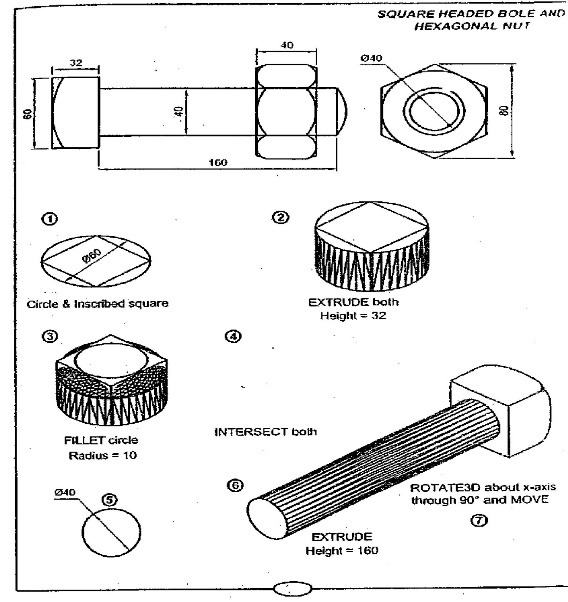 SQUARE HEADED BOLE AND
HEXAGONAL NUT
32
40
Ø40
60
40
80
160
1
2
Ø60
Circle & Inscribed square
EXTRUDE both
Height = 32
3
4
FILLET circle
Radius = 10
INTERSECT both
6
ROTATE3D about x-axis
through 90° and MOVE
Ø40
5
7
EXTRUDE
Height = 160